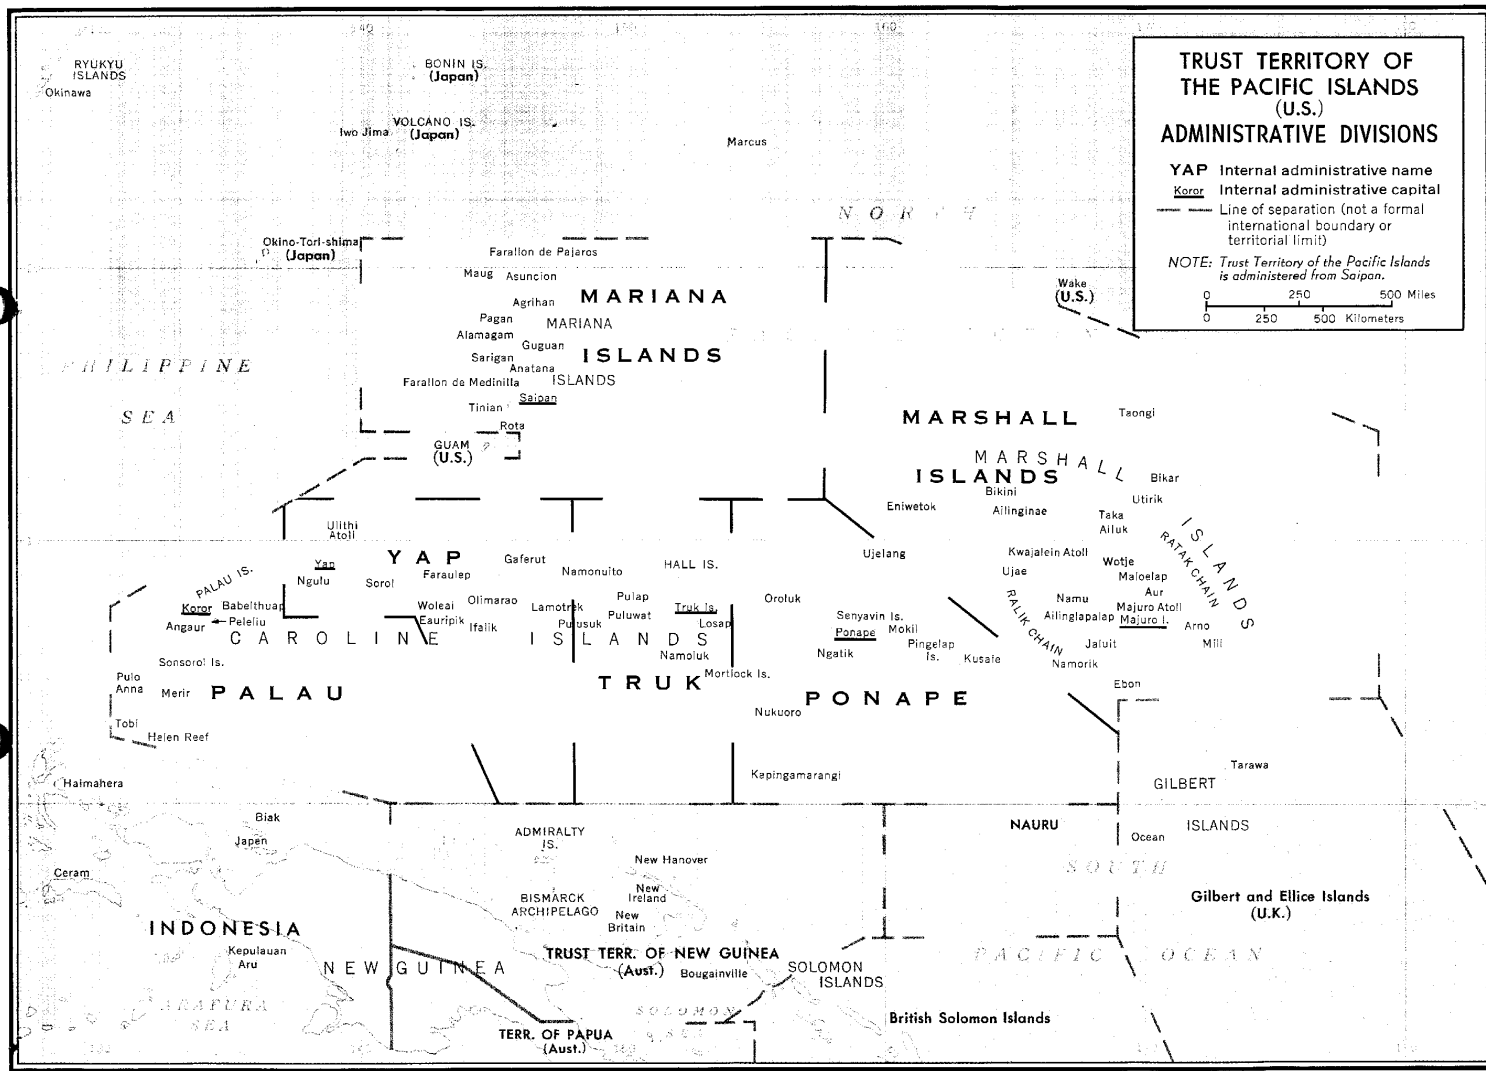 TRUST TERRITORY OF
THE PACIFIC ISLANDS
(U.S.)
ADMINISTRATIVE DIVISIONS
YAP Internal administrative name
Koror Internal administrative capital
Line of separation (not a formal
international boundary or
territorial limit)
NOTE: Trust Territory of the Pacific Islands
is administered from Saipan.
0 250 500 Miles
0 250 500 Kilometers
140
160
RYUKYU
ISLANDS
Okinawa
BONIN IS.
(Japan)
VOLCANO IS.
(Japan)
Iwo Jima
Marcus
NORTH
Okino-Tori-shima
(Japan)
Farallon de Pajaros
Maug
Asuncion
Agrihan
MARIANA
Pagan
MARIANA
Alamagam
Guguan
ISLANDS
Sarigan
Anatana
Farallon de Medinilla
ISLANDS
Saipan
Tinian
Rota
GUAM
(U.S.)
Wake
(U.S.)
PHILIPPINE
SEA
MARSHALL
Taongi
MARSHALL
ISLANDS
Bikar
Bikini
Utirik
Eniwetok
Ailinginae
Taka
Ailuk
ISLANDS
RATAK CHAIN
Ujelang
Kwajalein Atoll
Wotje
Ujae
Maloelap
Aur
Namu
Majuro Atoll
Ailinglapalap
Majuro I.
Arno
RALIK CHAIN
Jaluit
Mili
Namorik
Ebon
Ulithi
Atoll
YAP
Yap
Gaferut
Ngulu
Sorol
Faraulep
Namonuito
HALL IS.
PALAU IS.
Koror
Babelthuap
Woleai
Olimarao
Lamotrek
Pulap
Truk Is.
Oroluk
Angaur
Peleliu
Eauripik
Ifalik
Pulusuk
Puluwat
Losap
Senyavin Is.
Ponape
Mokil
CAROLINE ISLANDS
Pingelap
Is.
Ngatik
Kusaie
Sonsorol Is.
Namoluk
Pulo
Anna
Merir
PALAU
TRUK
Mortlock Is.
PONAPE
Nukuoro
Tobi
Helen Reef
Kapingamarangi
Halmahera
Tarawa
GILBERT
ISLANDS
Biak
Japen
ADMIRALTY
IS.
NAURU
Ocean
Ceram
New Hanover
SOUTH
BISMARCK
ARCHIPELAGO
New
Ireland
New
Britain
Gilbert and Ellice Islands
(U.K.)
INDONESIA
Kepulauan
Aru
NEW GUINEA
TRUST TERR. OF NEW GUINEA
(Aust.)
Bougainville
SOLOMON
ISLANDS
PACIFIC OCEAN
ARAFURA
SEA
SOLOMON
SEA
TERR. OF PAPUA
(Aust.)
British Solomon Islands